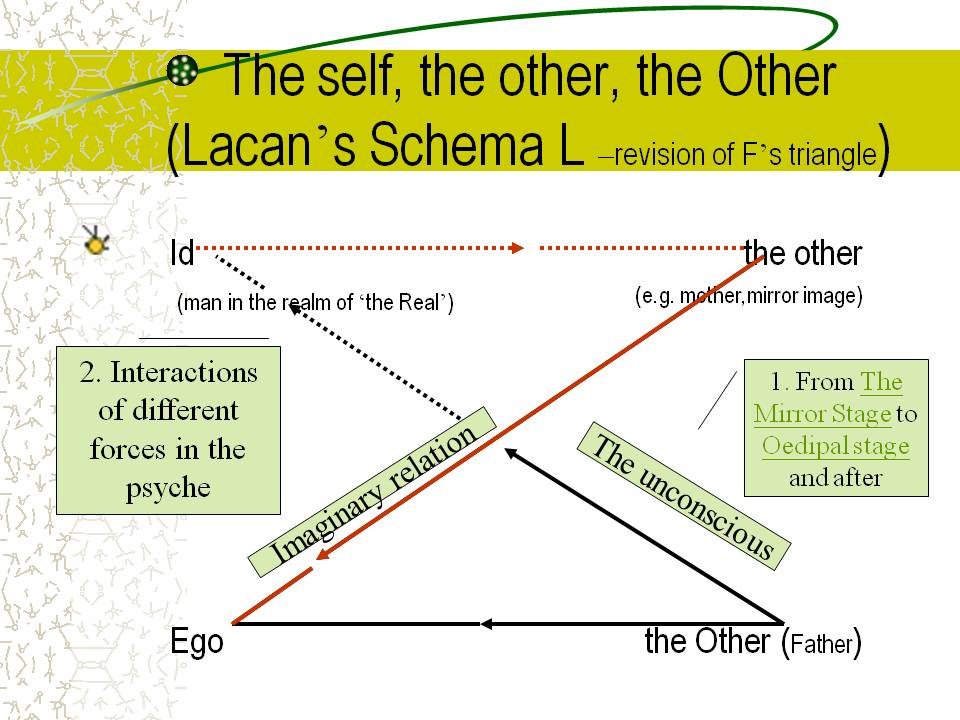 The self, the other, the Other
(Lacan’s Schema L –revision of F’s triangle)
Id
the other
(man in the realm of ‘the Real’)
(e.g. mother,mirror image)
2. Interactions
of different
forces in the
psyche
1. From The
Mirror Stage to
Oedipal stage
and after
Imaginary relation
The unconscious
Ego
the Other (Father)